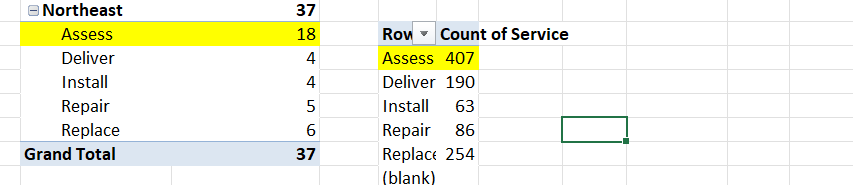 Northeast 37
Assess 18
Deliver 4
Install 4
Repair 5
Replace 6
Grand Total 37
Row Count of Service
Assess 407
Deliver 190
Install 63
Repair 86
Replace 254
(blank)